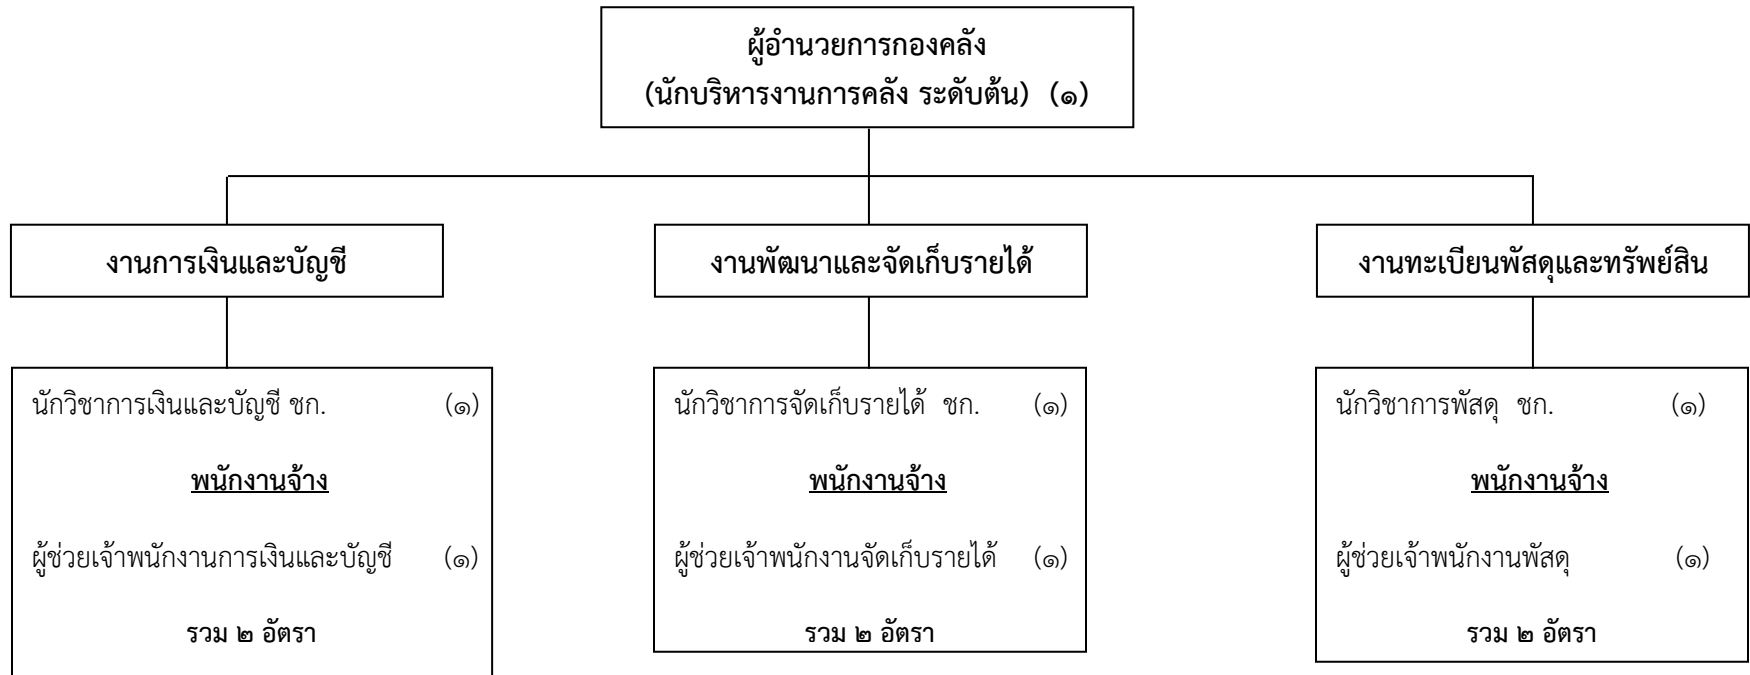 ผู้อำนวยการกองคลัง
(นักบริหารงานการคลัง ระดับต้น) (๑)
งานการเงินและบัญชี
นักวิชาการเงินและบัญชี ชก. (๑)
พนักงานจ้าง
ผู้ช่วยเจ้าพนักงานการเงินและบัญชี (๑)
รวม ๒ อัตรา
งานพัฒนาและจัดเก็บรายได้
นักวิชาการจัดเก็บรายได้ ชก. (๑)
พนักงานจ้าง
ผู้ช่วยเจ้าพนักงานจัดเก็บรายได้ (๑)
รวม ๒ อัตรา
งานทะเบียนพัสดุและทรัพย์สิน
นักวิชาการพัสดุ ชก. (๑)
พนักงานจ้าง
ผู้ช่วยเจ้าพนักงานพัสดุ (๑)
รวม ๒ อัตรา